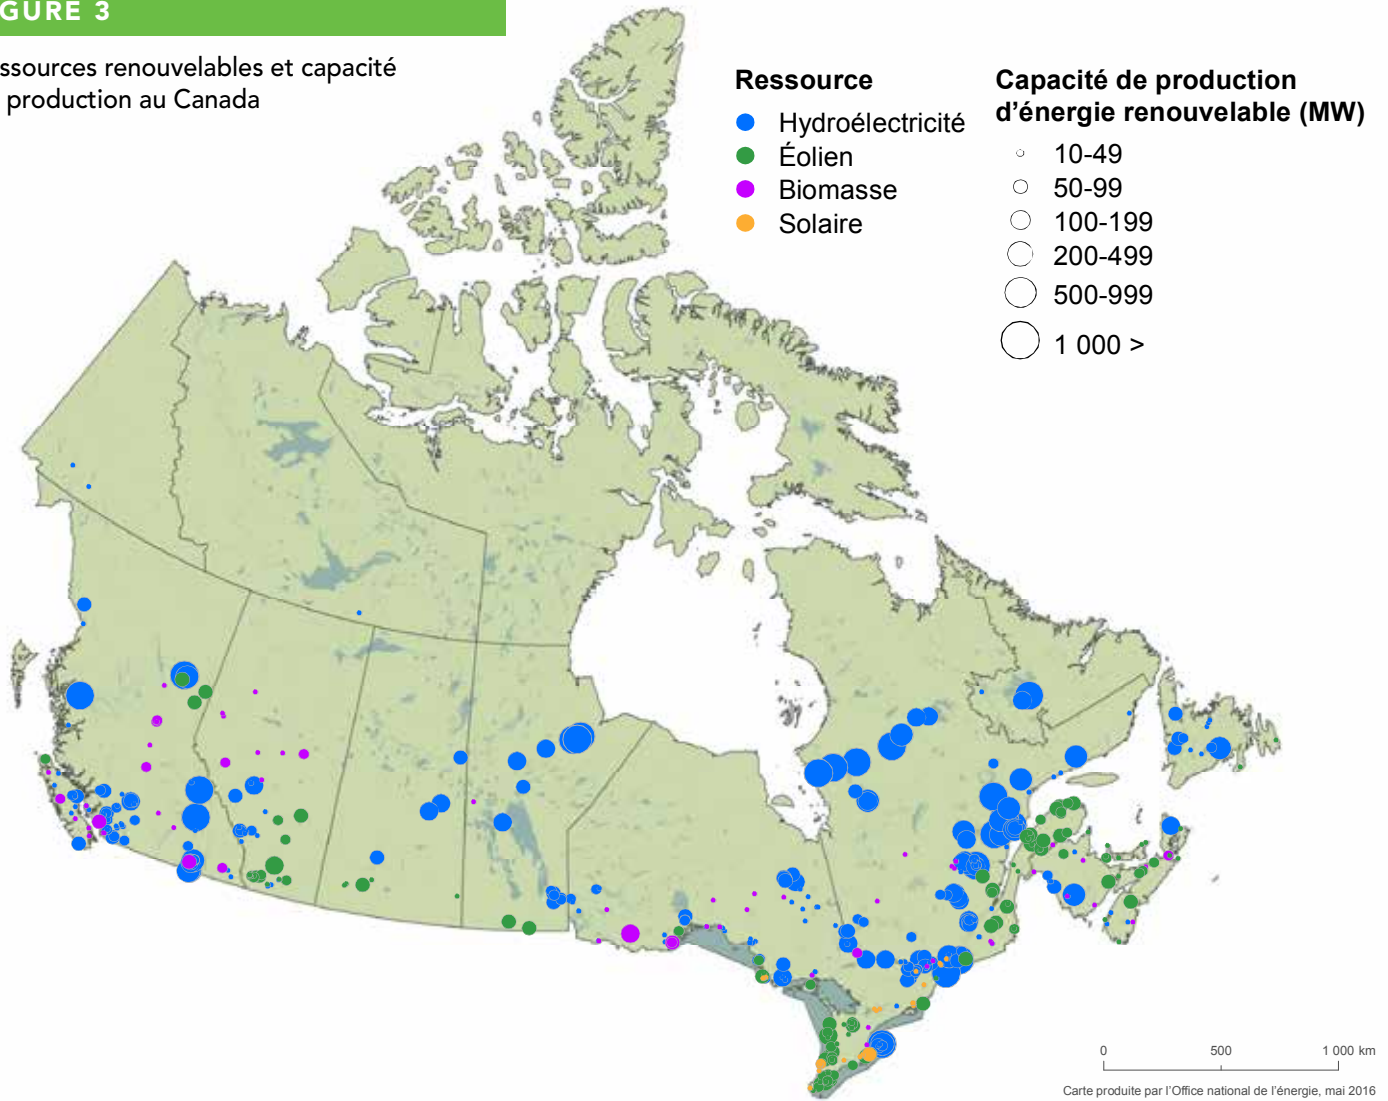 GURE 3
ssources renouvelables et capacité
production au Canada
Ressource
Hydroélectricité
Éolien
Biomasse
Solaire
Capacité de production
d'énergie renouvelable (MW)
10-49
50-99
100-199
200-499
500-999
1 000 >
0 500 1 000 km
Carte produite par l'Office national de l'énergie, mai 2016